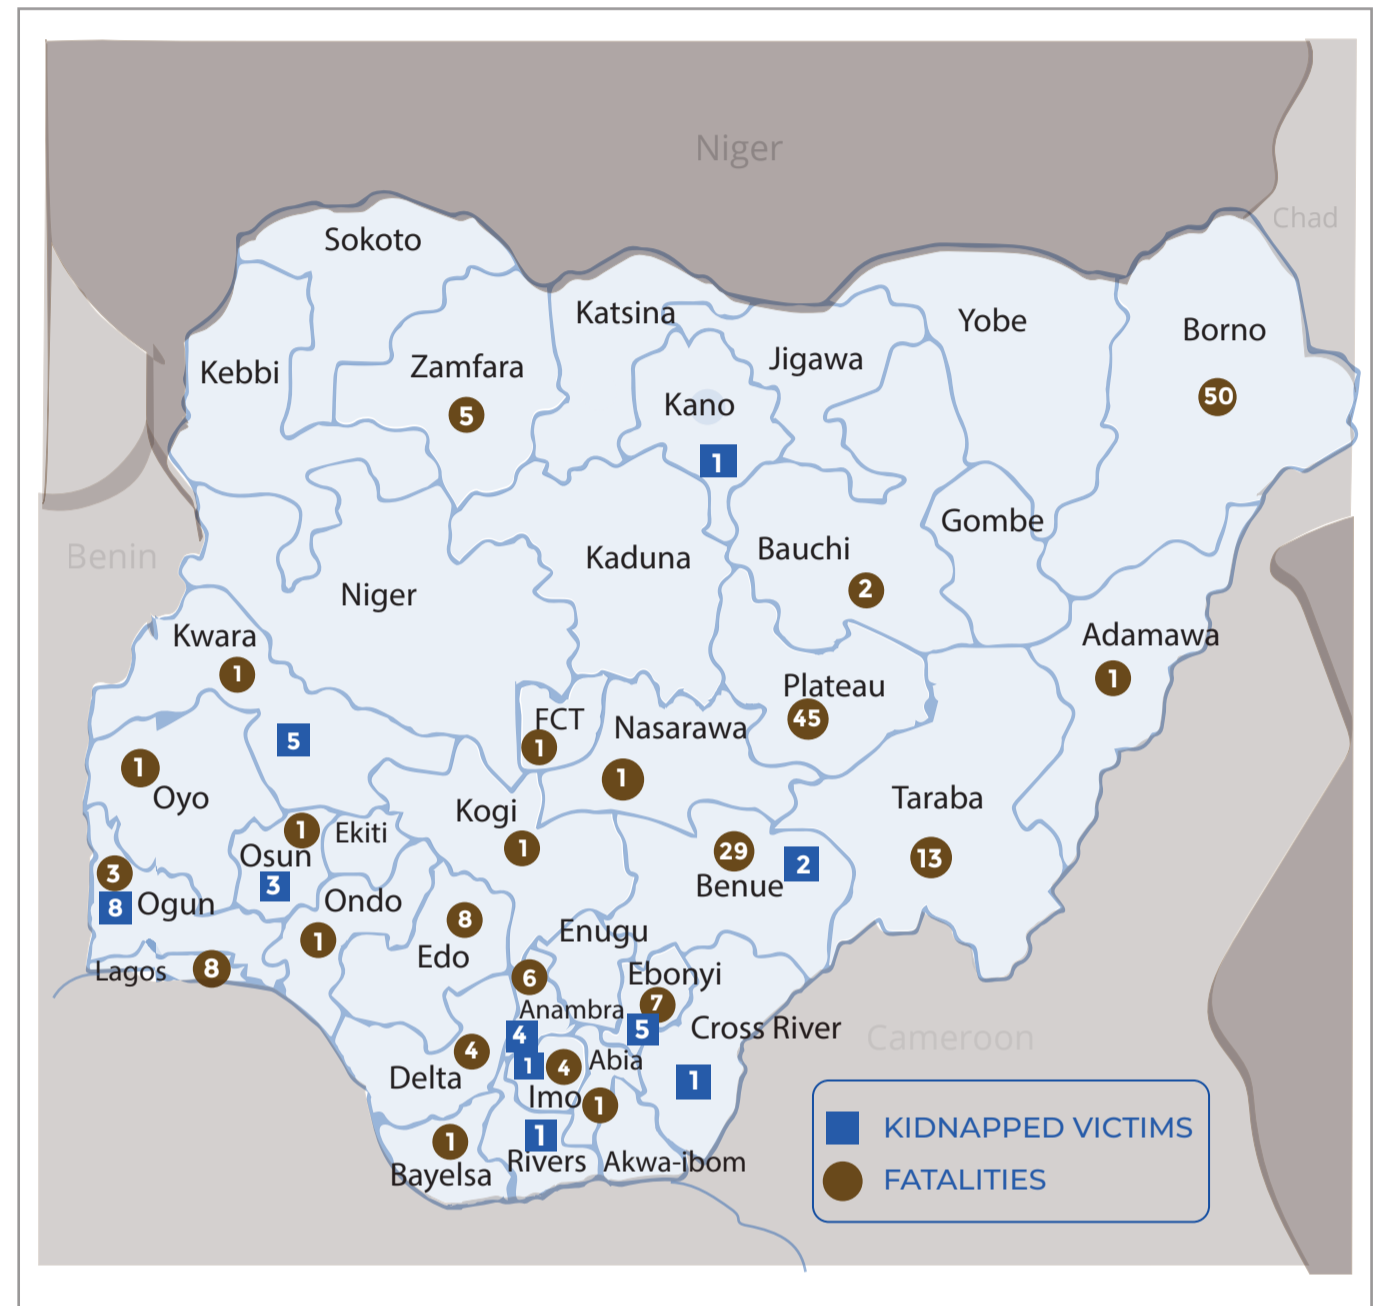 Niger
Chad
Sokoto
Katsina
Yobe
Borno
Jigawa
Zamfara
Kebbi
50
Kano
5
1
Gombe
Bauchi
Kaduna
2
Niger
Benin
Kwara
Adamawa
1
1
Plateau
45
FCT
Nasarawa
5
1
1
1
Oyo
Taraba
Kogi
1
Ekiti
1
29
2
13
Osun
3
3
Benue
8
Ogun
Ondo
8
Enugu
1
Edo
Lagos
8
6
Ebonyi
7
Anambra
5
Cross River
4
Cameroon
4
1
4
Abia
Delta
1
Imo
1
1
1
Rivers
Akwa-ibom
Bayelsa
KIDNAPPED VICTIMS
FATALITIES